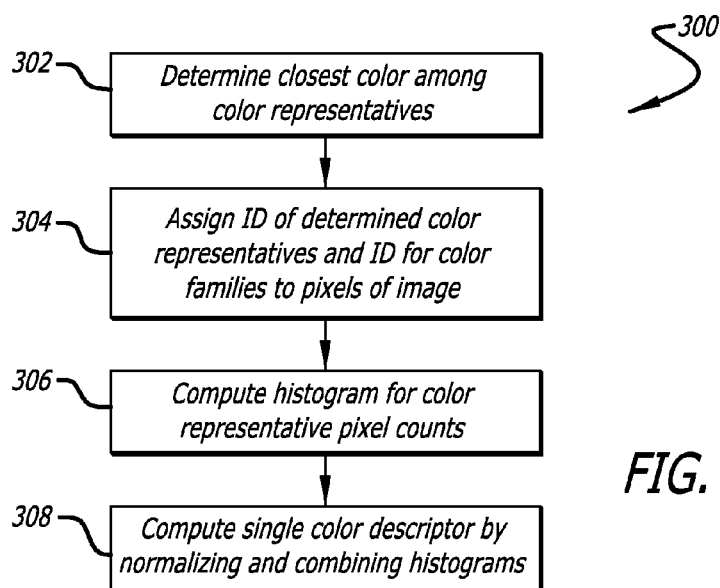 300
302
Determine closest color among
color representatives
304
Assign ID of determined color
representatives and ID for color
families to pixels of image
306
Compute histogram for color
representative pixel counts
FIG.
308
Compute single color descriptor by
normalizing and combining histograms